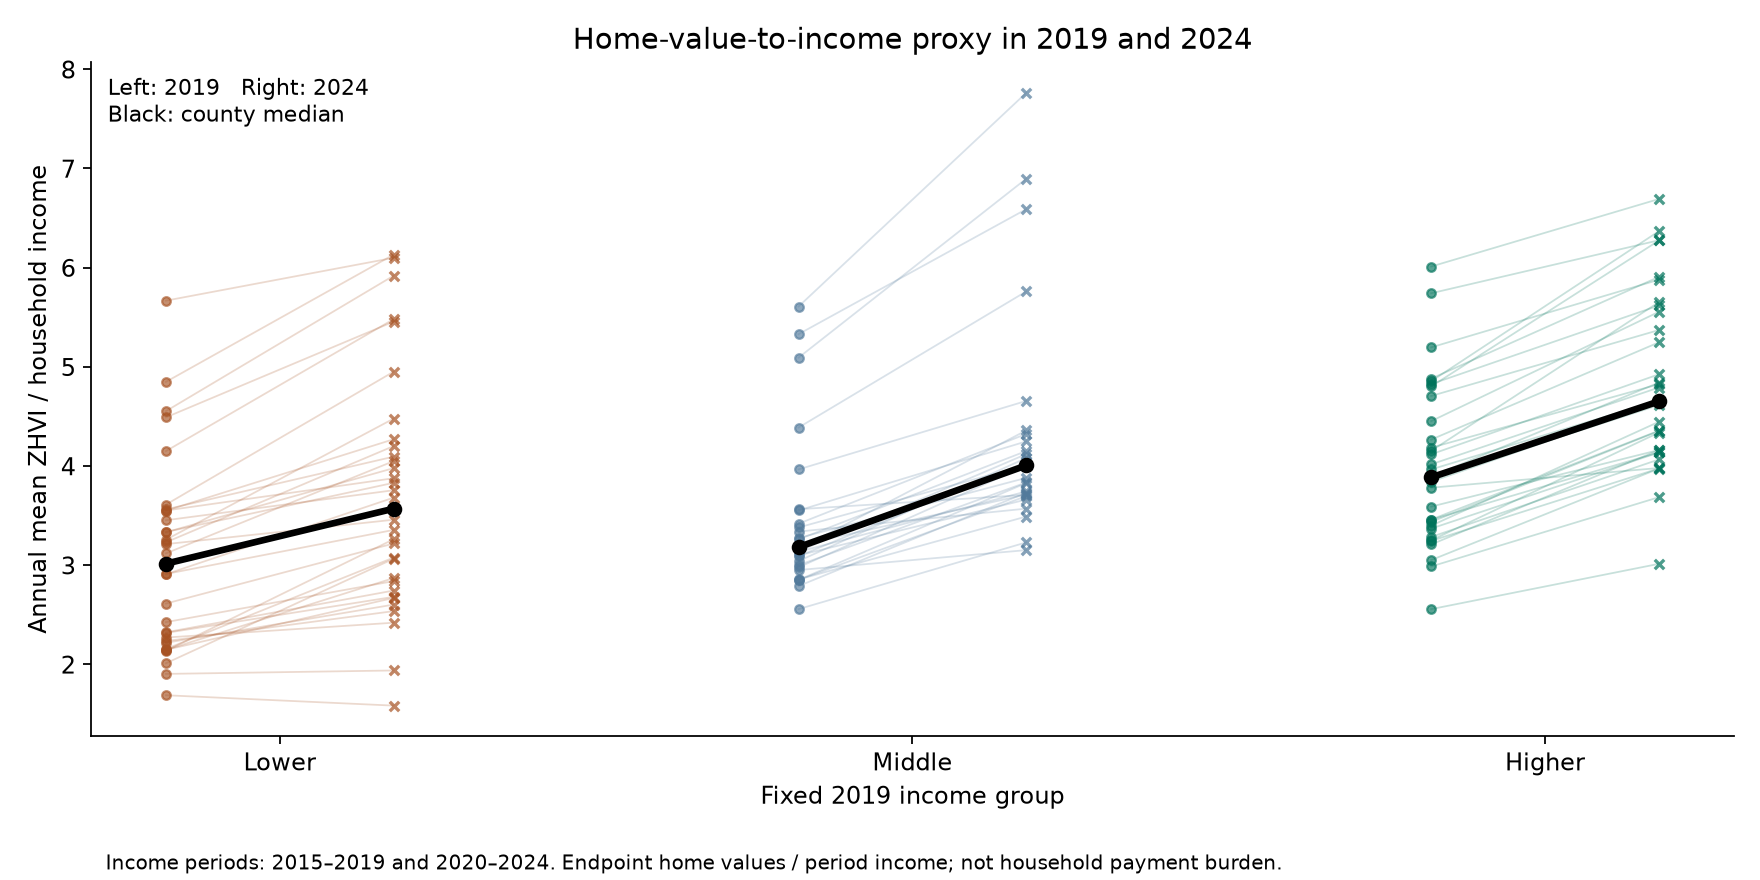 Home-value-to-income proxy in 2019 and 2024
Left: 2019   Right: 2024
Black: county median
Annual mean ZHVI / household income
8
7
6
5
4
3
2
Lower
Middle
Higher
Fixed 2019 income group
Income periods: 2015–2019 and 2020–2024. Endpoint home values / period income; not household payment burden.